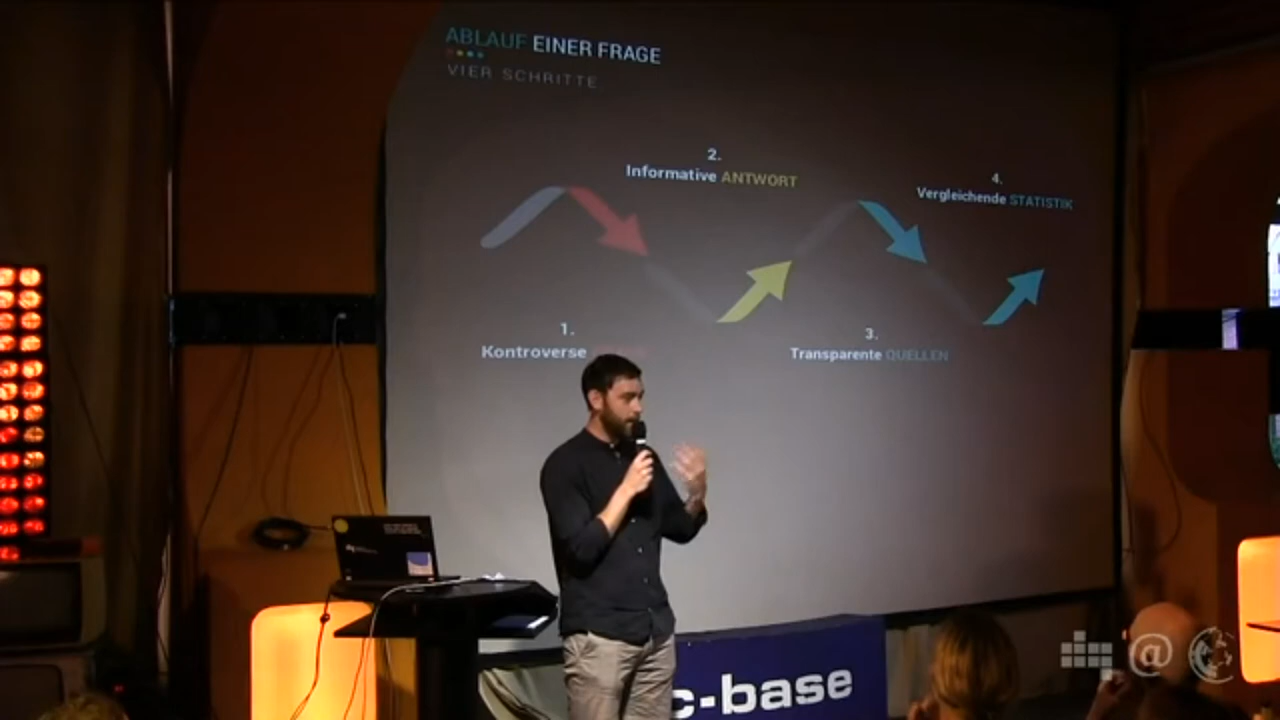 ABLAUF EINER FRAGE
VIER SCHRITTE
2.
Informative ANTWORT
4.
Vergleichende STATISTIK
1.
Kontroverse
3.
Transparente QUELLEN
c-base
@